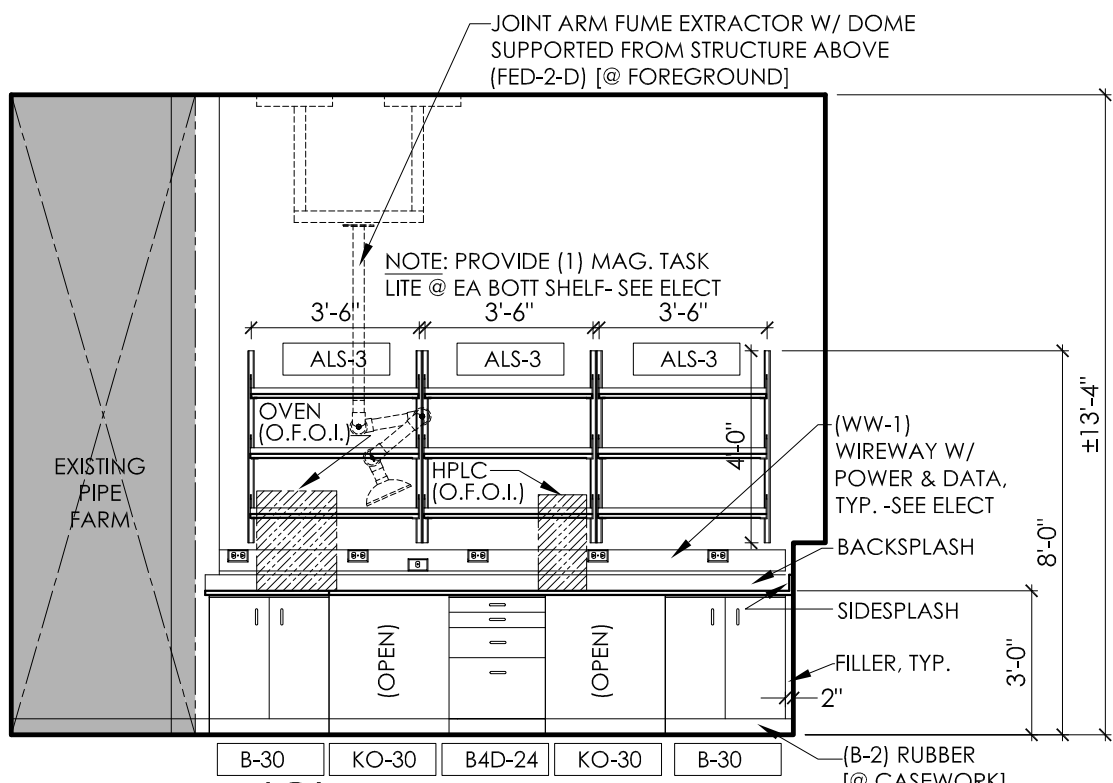 JOINT ARM FUME EXTRACTOR W/ DOME
SUPPORTED FROM STRUCTURE ABOVE
(FED-2-D) [@ FOREGROUND]
NOTE: PROVIDE (1) MAG. TASK
LITE @ EA BOTT SHELF- SEE ELECT
3'-6"
3'-6"
3'-6"
ALS-3
ALS-3
ALS-3
OVEN
(O.F.O.I.)
HPLC
(O.F.O.I.)
4'-0"
EXISTING
PIPE
FARM
(WW-1)
WIREWAY W/
POWER & DATA,
TYP. -SEE ELECT
BACKSPLASH
SIDESPLASH
FILLER, TYP.
2"
3'-0"
8'-0"
±13'-4"
(OPEN)
(OPEN)
B-30
KO-30
B4D-24
KO-30
B-30
(B-2) RUBBER
[@ CASEWORK]